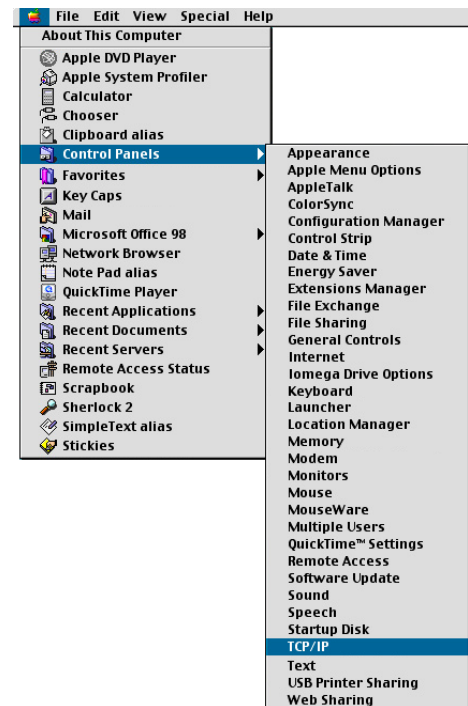 File Edit View Special Help
About This Computer
Apple DVD Player
Apple System Profiler
Calculator
Chooser
Clipboard alias
Control Panels
Favorites
Key Caps
Mail
Microsoft Office 98
Network Browser
Note Pad alias
QuickTime Player
Recent Applications
Recent Documents
Recent Servers
Remote Access Status
Scrapbook
Sherlock 2
SimpleText alias
Stickies
Appearance
Apple Menu Options
AppleTalk
ColorSync
Configuration Manager
Control Strip
Date & Time
Energy Saver
Extensions Manager
File Exchange
File Sharing
General Controls
Internet
Iomega Drive Options
Keyboard
Launcher
Location Manager
Memory
Modem
Monitors
Mouse
MouseWare
Multiple Users
QuickTime™ Settings
Remote Access
Software Update
Sound
Speech
Startup Disk
TCP/IP
Text
USB Printer Sharing
Web Sharing